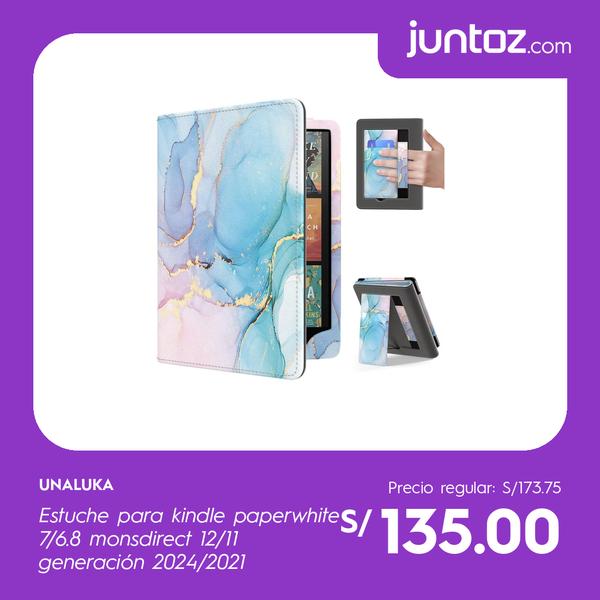 juntoz.com
UNALUKA
Estuche para kindle paperwhite
7/6.8 monsdirect 12/11
generación 2024/2021
Precio regular: S/173.75
S/ 135.00